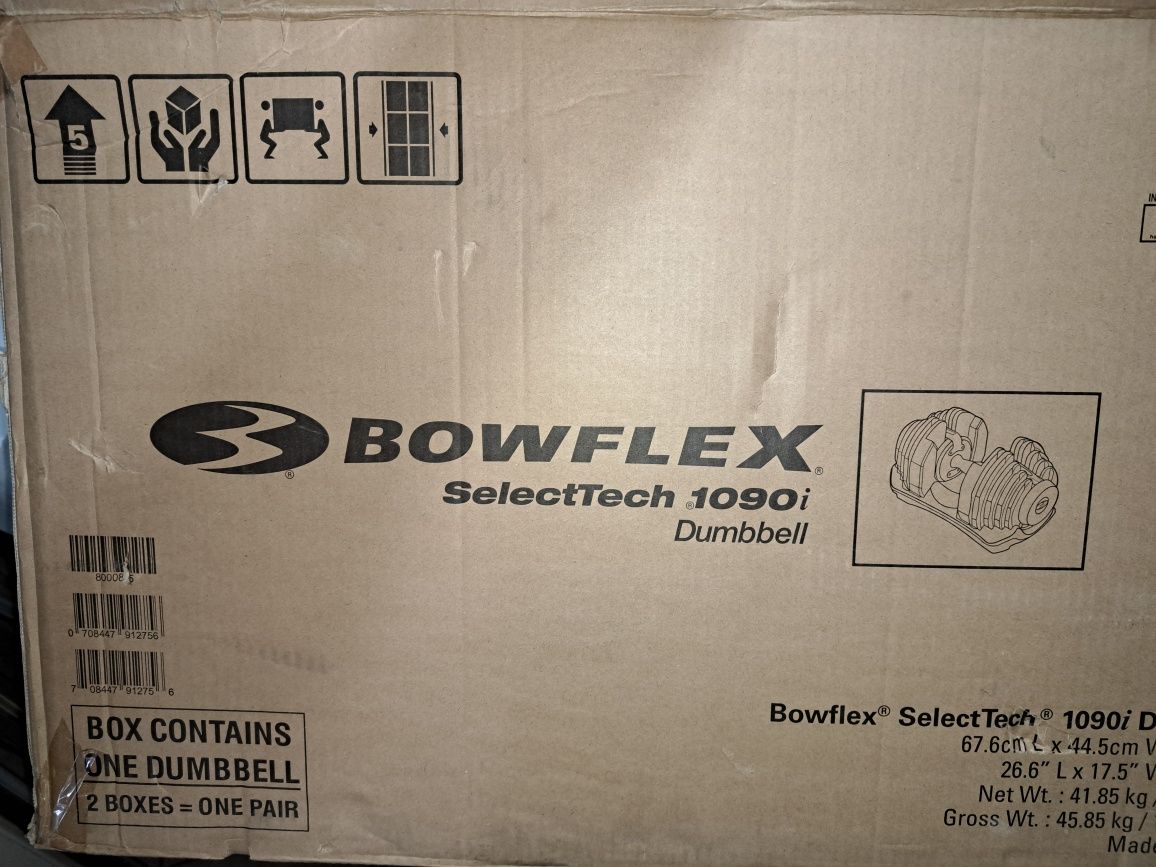 5
IN
BOWFLEX®
SelectTech®1090i
Dumbbell
0 708447 912756
7 08447 91275 6
BOX CONTAINS
ONE DUMBBELL
2 BOXES = ONE PAIR
Bowflex® SelectTech® 1090i D
67.6cm L x 44.5cm W
26.6" L x 17.5" W
Net Wt. : 41.85 kg /
Gross Wt. : 45.85 kg /
Made